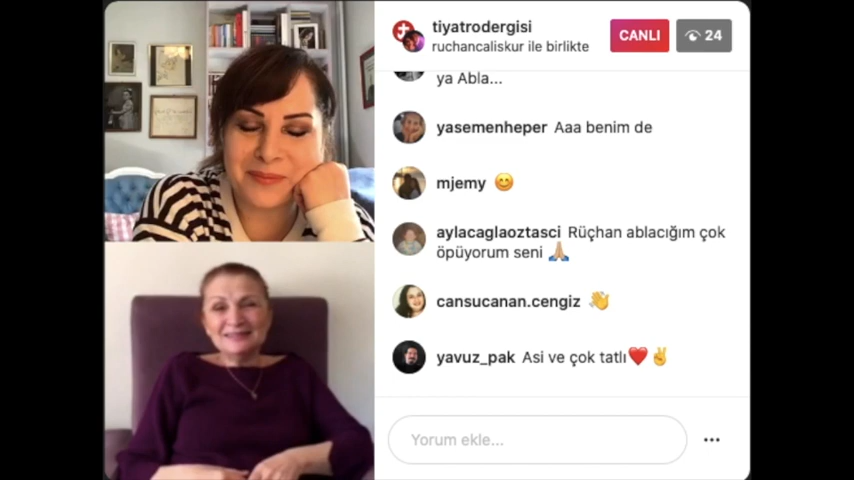 tiyatrodergisi
ruchancaliskur ile birlikte
CANLI
24
ya Abla...
yasemenheper Aaa benim de
mjemy 😊
aylacaglaoztasci Rüçhan ablacığım çok
öpüyorum seni 🙏🏼
cansucanan.cengiz 👋
yavuz_pak Asi ve çok tatlı❤️✌️
Yorum ekle...